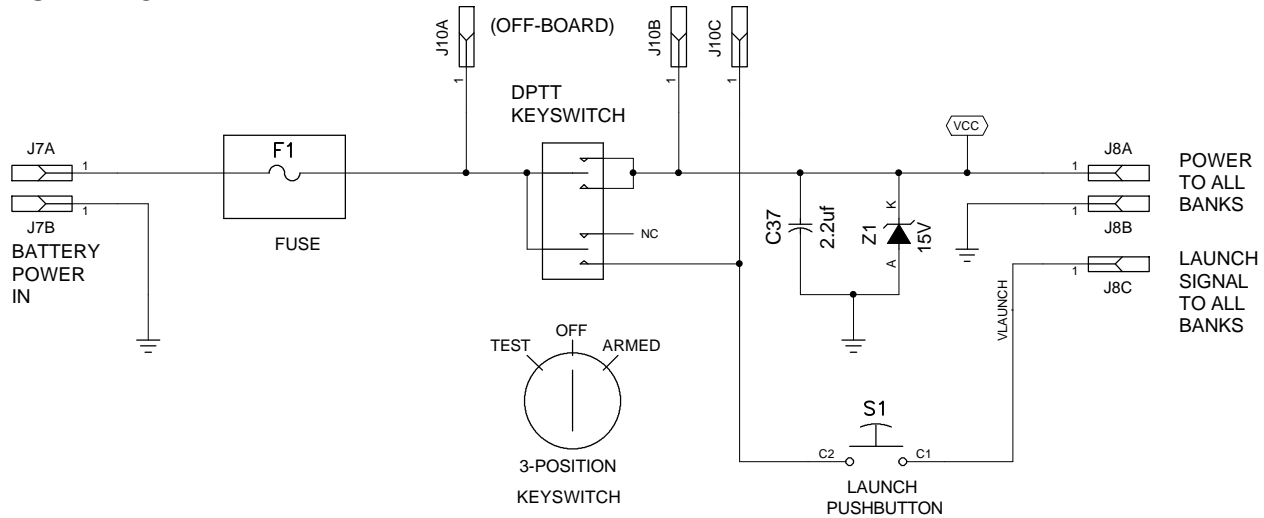 J10A
1
(OFF-BOARD)
J10B
1
J10C
1
DPTT
KEYSWITCH
J7A
1
J7B
1
BATTERY
POWER
IN
F1
FUSE
NC
TEST
OFF
ARMED
3-POSITION
KEYSWITCH
C37
2.2uf
Z1
15V
K
A
VCC
J8A
1
POWER
TO ALL
BANKS
J8B
1
J8C
1
LAUNCH
SIGNAL
TO ALL
BANKS
VLAUNCH
S1
C2
C1
LAUNCH
PUSHBUTTON